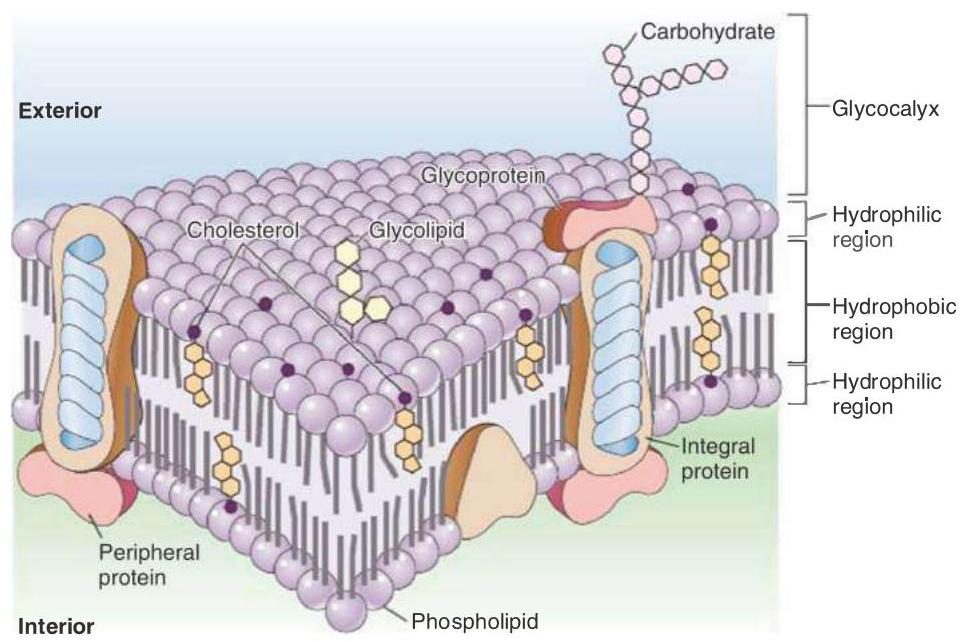 Carbohydrate
Exterior
Glycocalyx
Glycoprotein
Hydrophilic
region
Cholesterol
Glycolipid
Hydrophobic
region
Hydrophilic
region
Integral
protein
Peripheral
protein
Phospholipid
Interior